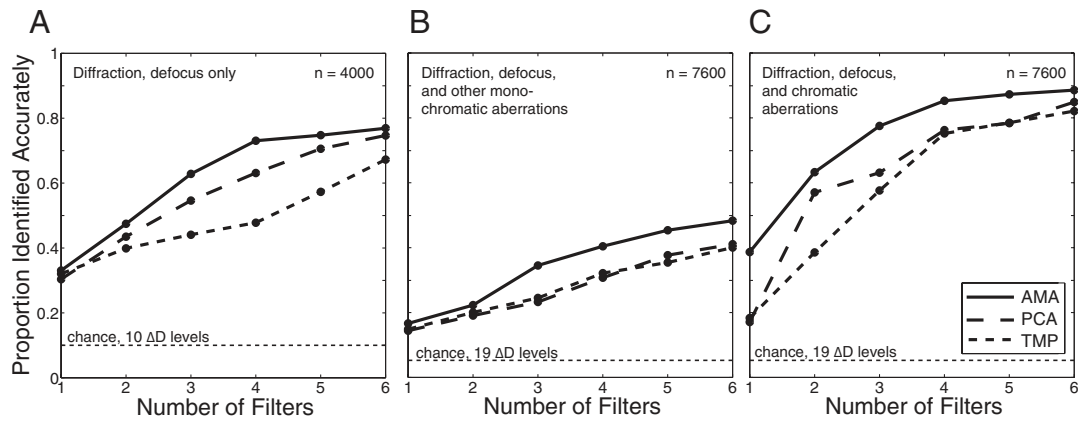 A
B
C
Diffraction, defocus only
n = 4000
Diffraction, defocus,
and other mono-
chromatic aberrations
n = 7600
Diffraction, defocus,
and chromatic
aberrations
n = 7600
Proportion Identified Accurately
1
0.8
0.6
0.4
0.2
0
chance, 10 ΔD levels
chance, 19 ΔD levels
chance, 19 ΔD levels
AMA
PCA
TMP
1 2 3 4 5 6
1 2 3 4 5 6
1 2 3 4 5 6
Number of Filters
Number of Filters
Number of Filters